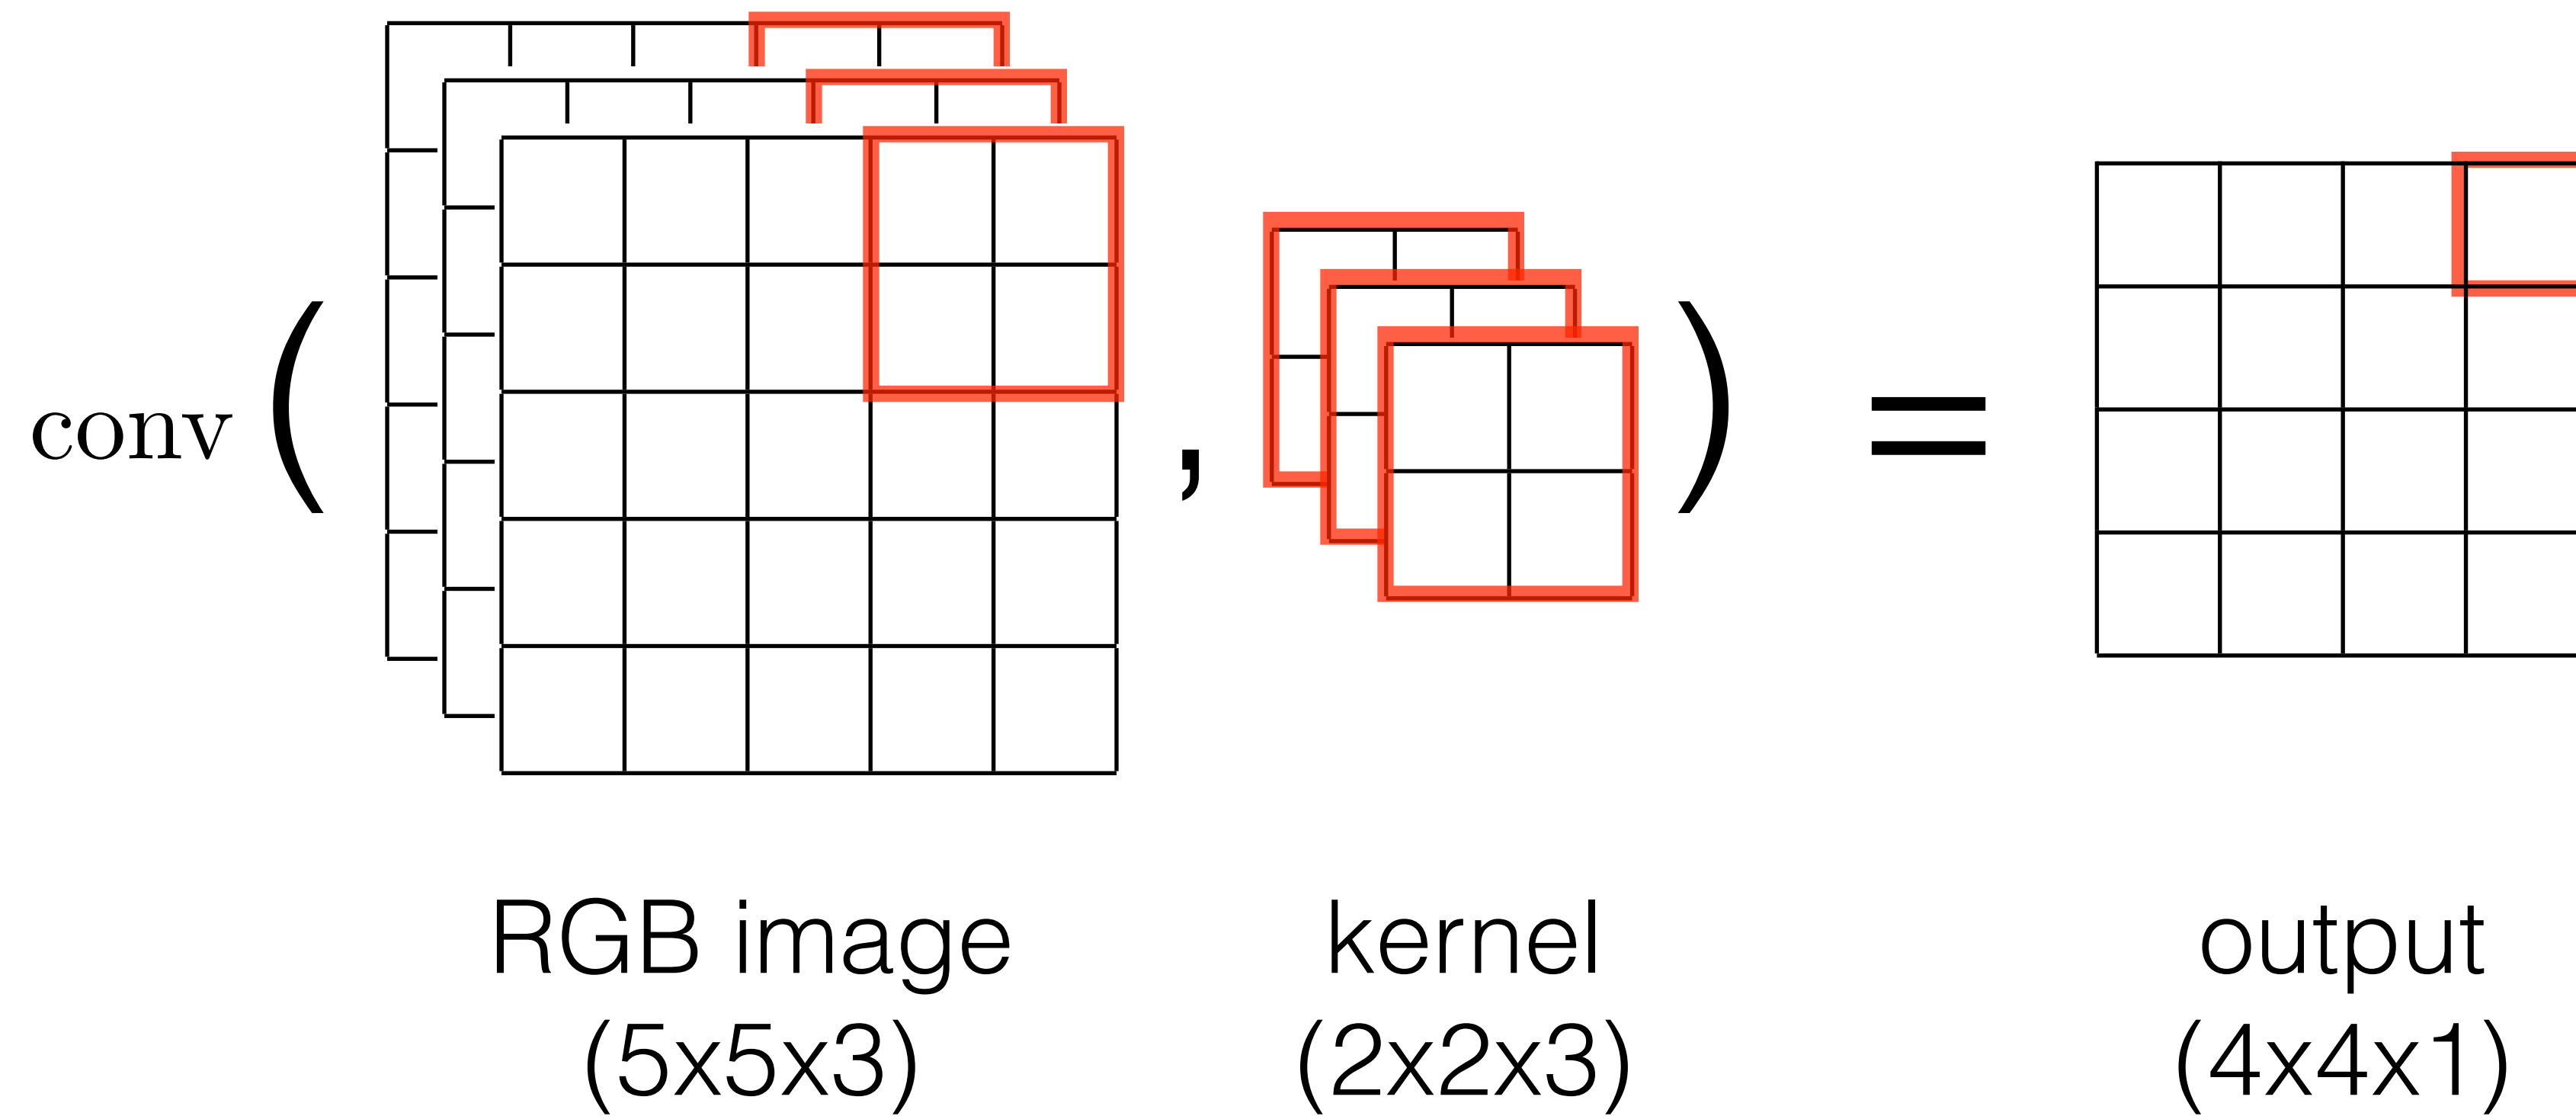 conv ( , ) =
RGB image
(5x5x3)
kernel
(2x2x3)
output
(4x4x1)